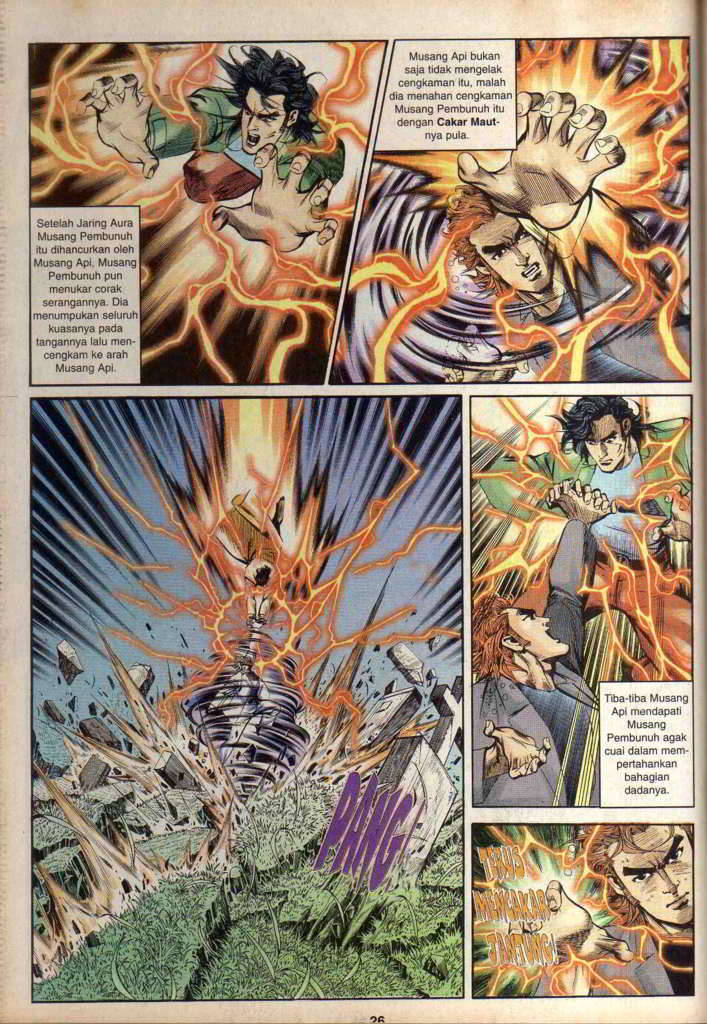 Setelah Jaring Aura
Musang Pembunuh
itu dihancurkan oleh
Musang Api, Musang
Pembunuh pun
menukar corak
serangannya. Dia
menumpukan seluruh
kuasanya pada
tangannya lalu men-
cengkam ke arah
Musang Api.
Musang Api bukan
saja tidak mengelak
cengkaman itu, malah
dia menahan cengkaman
Musang Pembunuh itu
dengan Cakar Maut-
nya pula.
PANG!
Tiba-tiba Musang
Api mendapati
Musang
Pembunuh agak
cuai dalam mem-
pertahankan
bahagian
dadanya.
TERUS
MENCAKAR
JANTUNG!
26